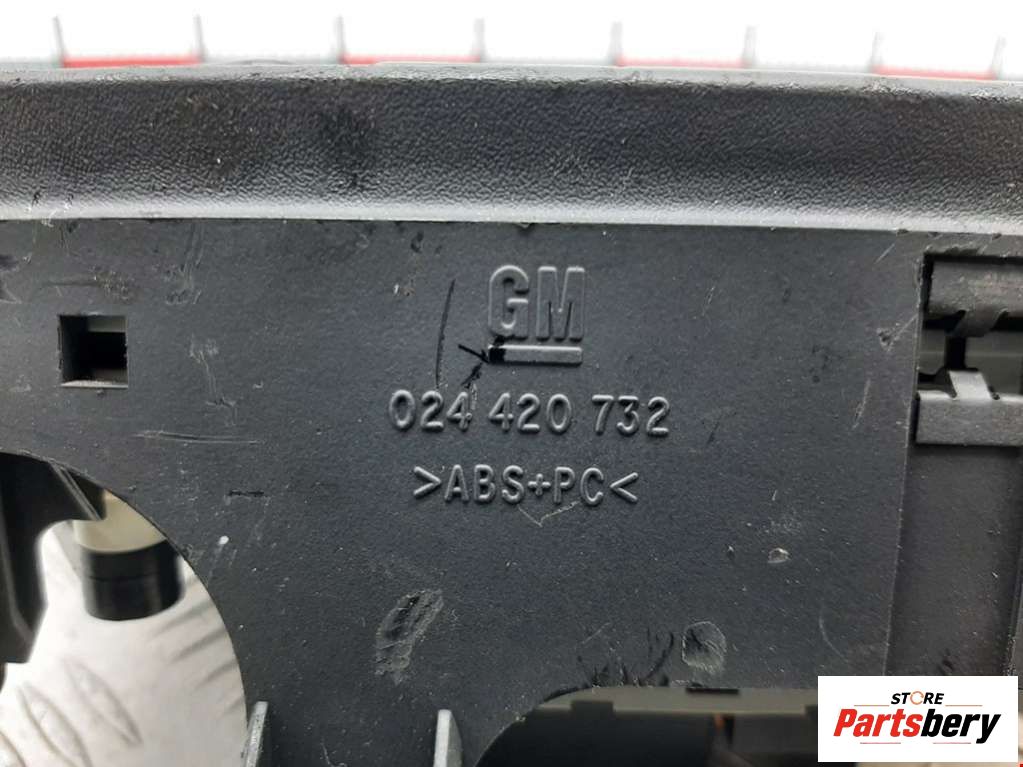 GM
024 420 732
>ABS+PC<
STORE
Partsbery